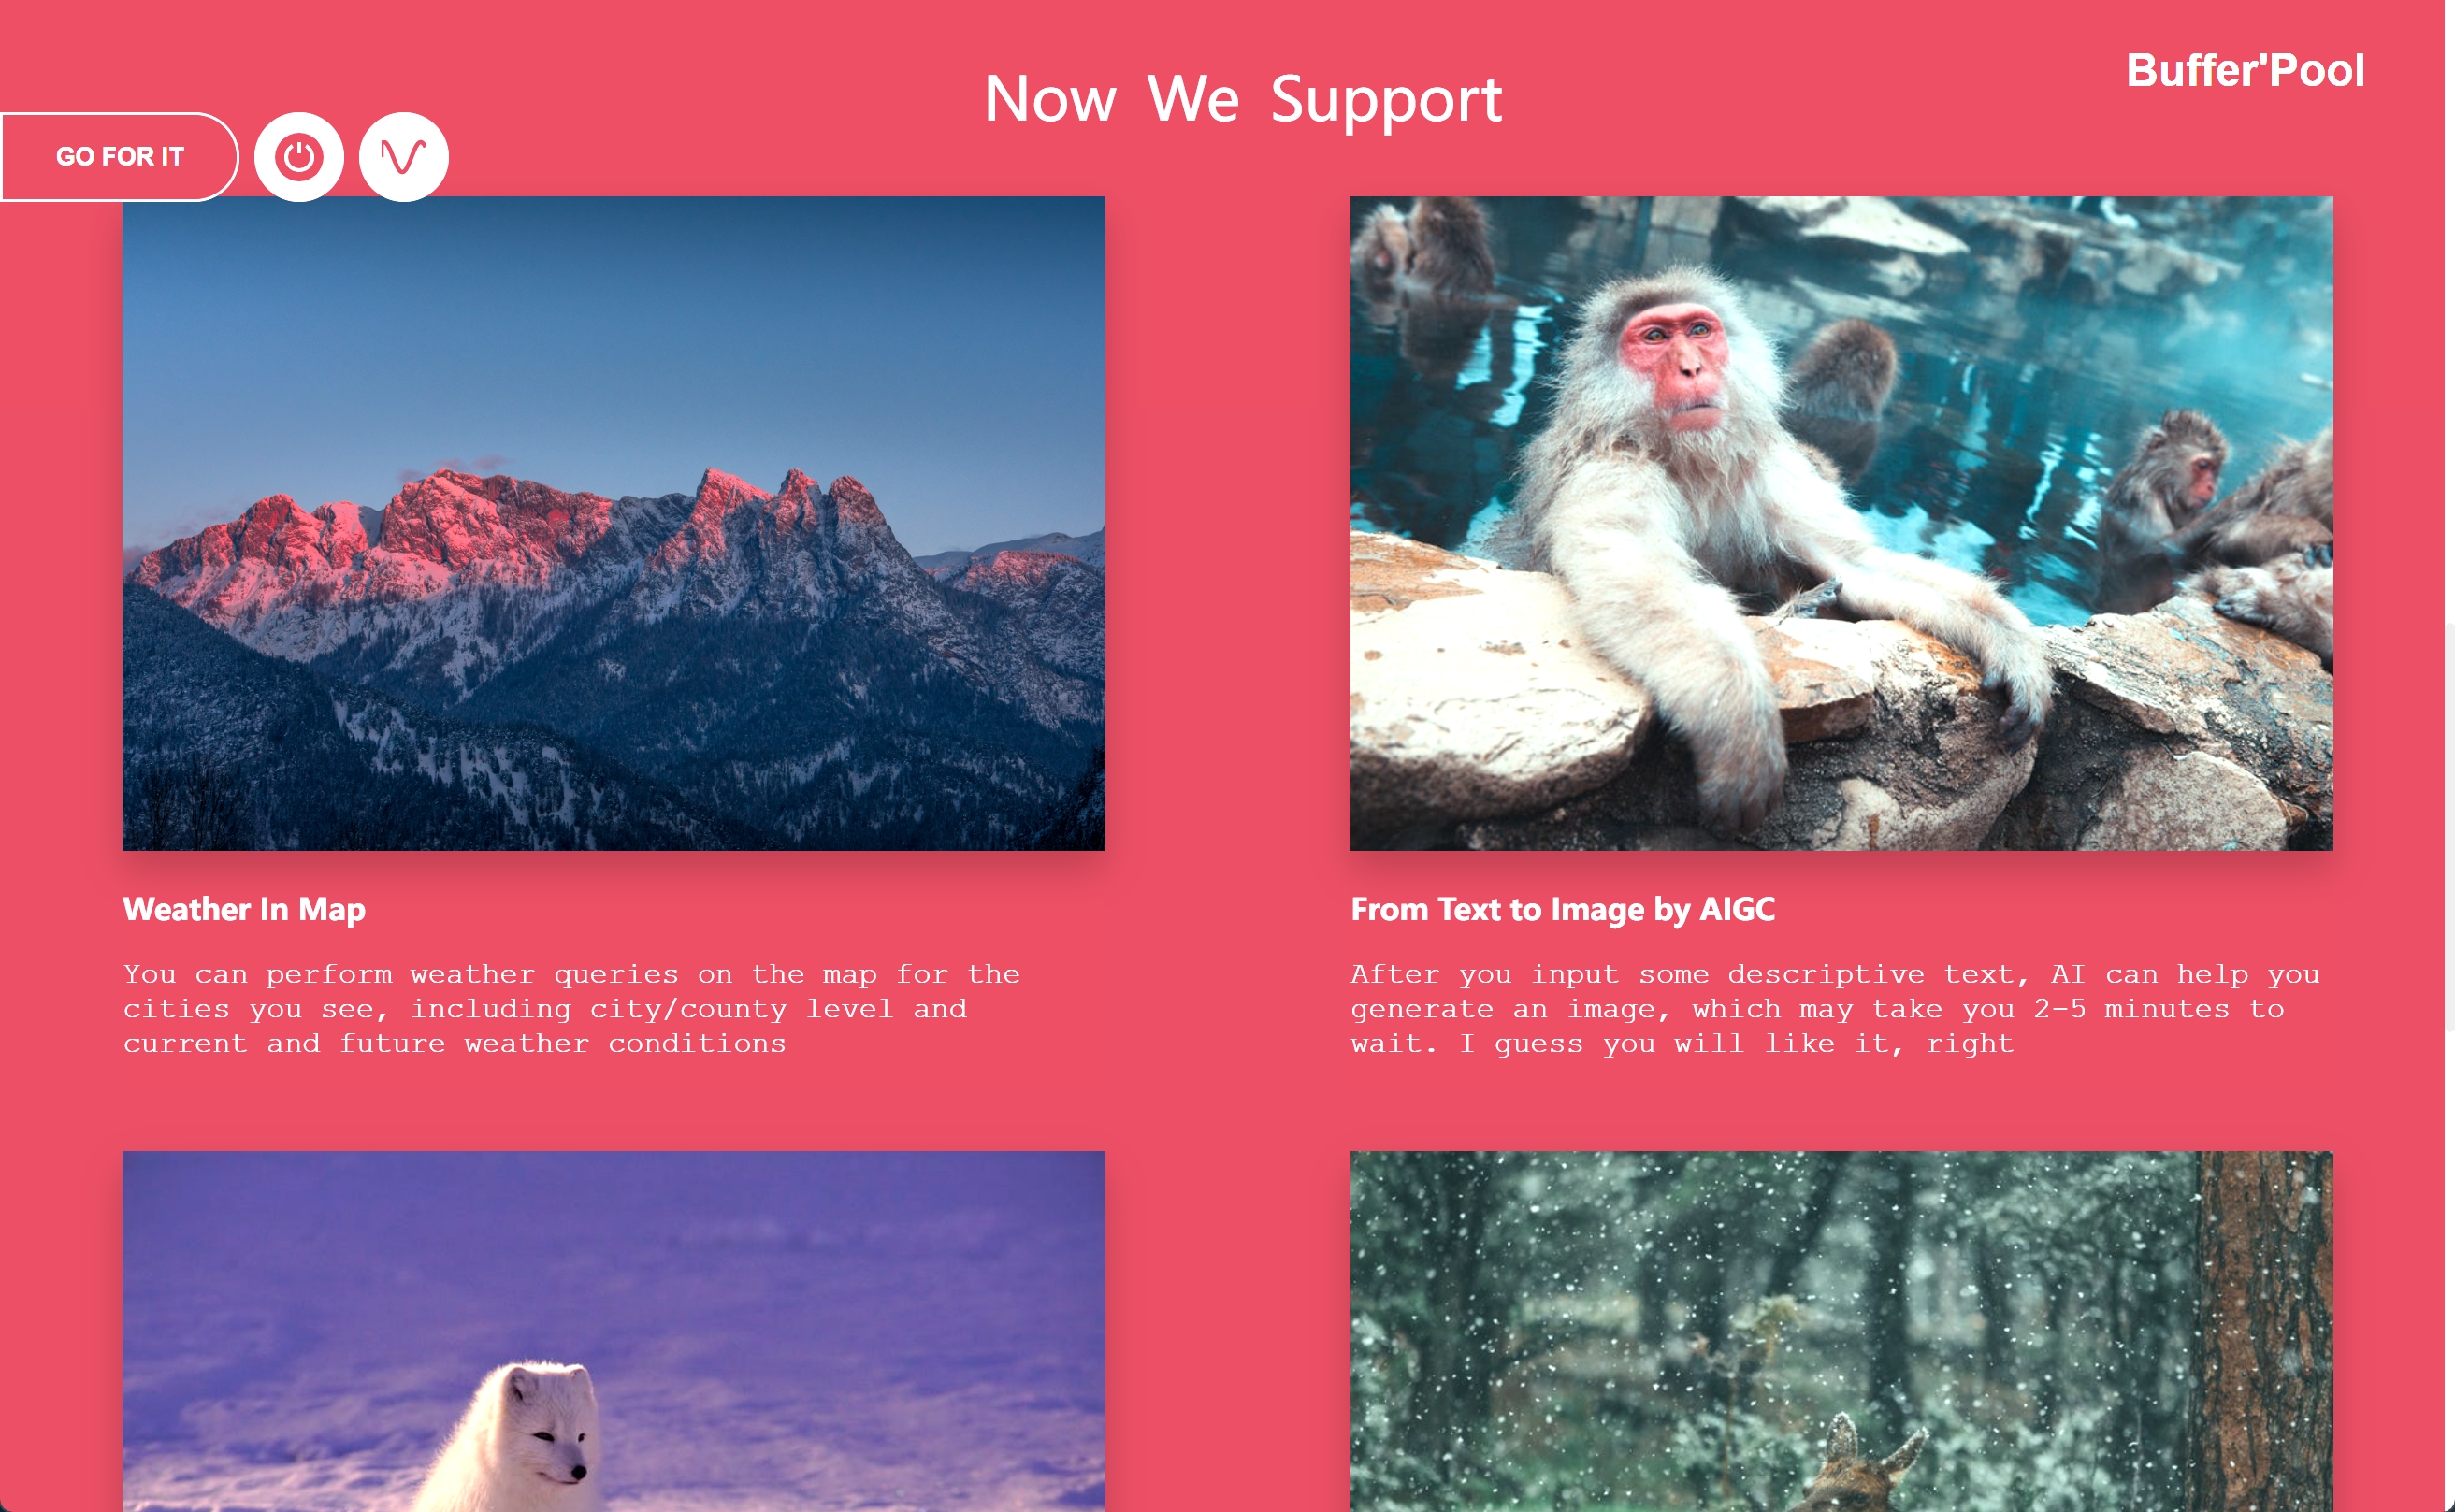 Buffer'Pool
Now We Support
GO FOR IT
Weather In Map
You can perform weather queries on the map for the
cities you see, including city/county level and
current and future weather conditions
From Text to Image by AIGC
After you input some descriptive text, AI can help you
generate an image, which may take you 2-5 minutes to
wait. I guess you will like it, right